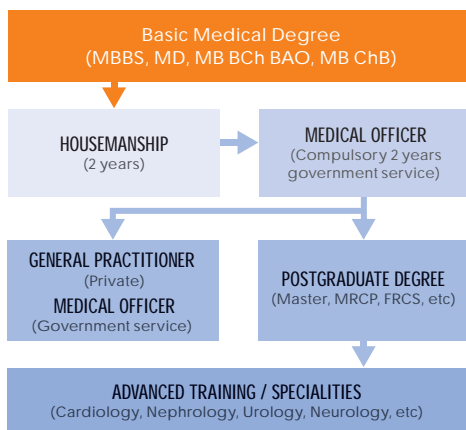 Basic Medical Degree
(MBBS, MD, MB BCh BAO, MB ChB)
HOUSEMANSHIP
(2 years)
MEDICAL OFFICER
(Compulsory 2 years
government service)
GENERAL PRACTITIONER
(Private)
MEDICAL OFFICER
(Government service)
POSTGRADUATE DEGREE
(Master, MRCP, FRCS, etc)
ADVANCED TRAINING / SPECIALITIES
(Cardiology, Nephrology, Urology, Neurology, etc)